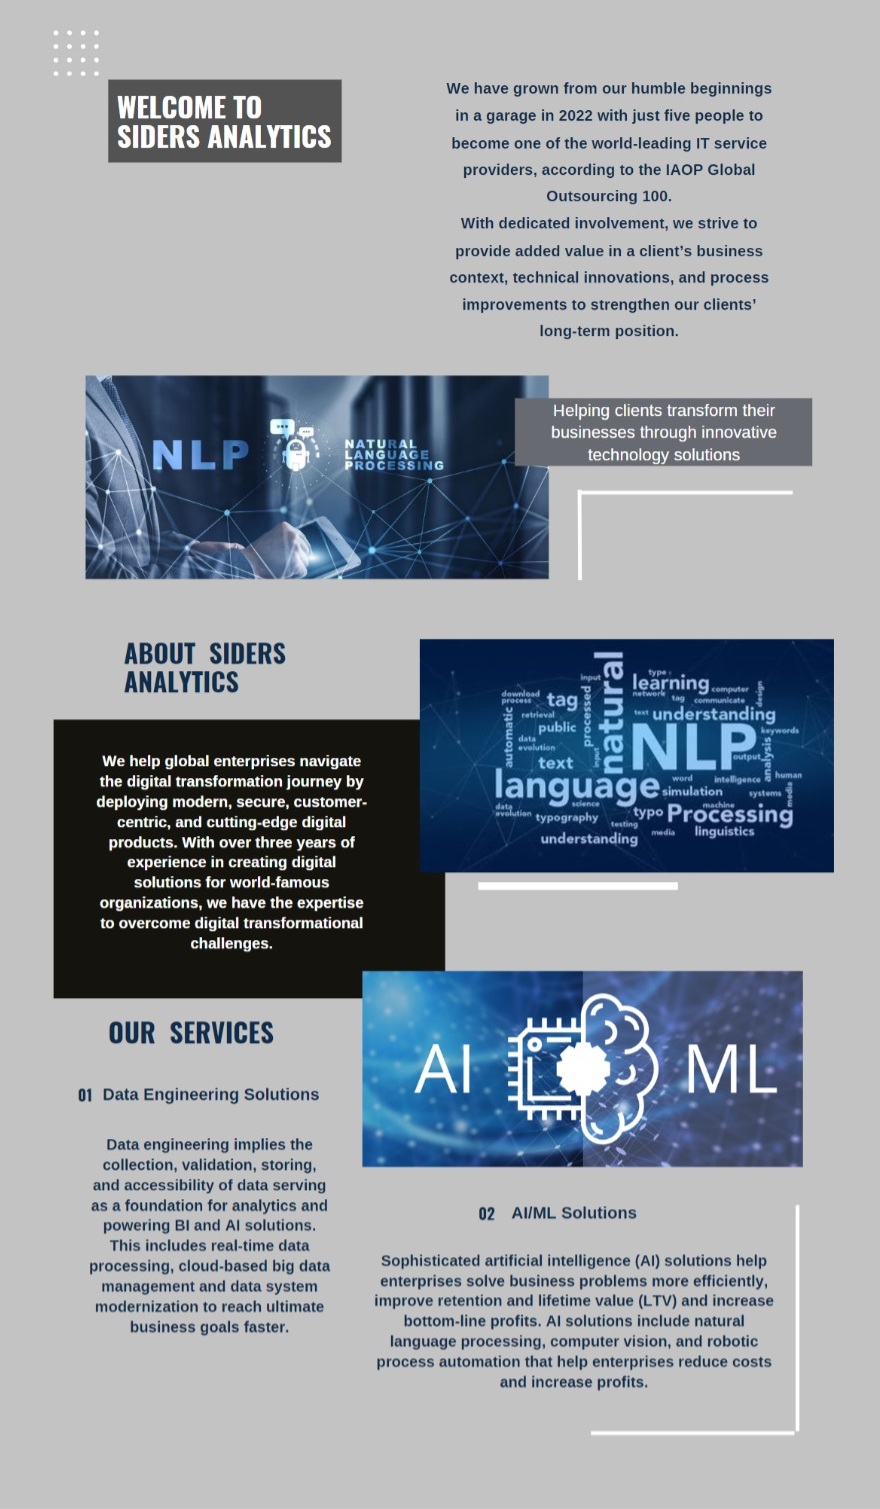 WELCOME TO
SIDERS ANALYTICS
We have grown from our humble beginnings
in a garage in 2022 with just five people to
become one of the world-leading IT service
providers, according to the IAOP Global
Outsourcing 100.
With dedicated involvement, we strive to
provide added value in a client’s business
context, technical innovations, and process
improvements to strengthen our clients’
long-term position.
NLP
NATURAL
LANGUAGE
PROCESSING
Helping clients transform their
businesses through innovative
technology solutions
ABOUT SIDERS
ANALYTICS
We help global enterprises navigate
the digital transformation journey by
deploying modern, secure, customer-
centric, and cutting-edge digital
products. With over three years of
experience in creating digital
solutions for world-famous
organizations, we have the expertise
to overcome digital transformational
challenges.
type
input
natural
learning
computer
design
download
process
tag
processed
network
tag
communicate
automatic
retrieval
text
understanding
public
keywords
data
evolution
NLP
output
analysis
text
input
language
word
intelligence
human
simulation
systems
media
data
evolution
science
machine
typography
typo
Processing
testing
media
linguistics
understanding
AI
ML
OUR SERVICES
01 Data Engineering Solutions
Data engineering implies the
collection, validation, storing,
and accessibility of data serving
as a foundation for analytics and
powering BI and AI solutions.
This includes real-time data
processing, cloud-based big data
management and data system
modernization to reach ultimate
business goals faster.
02 AI/ML Solutions
Sophisticated artificial intelligence (AI) solutions help
enterprises solve business problems more efficiently,
improve retention and lifetime value (LTV) and increase
bottom-line profits. AI solutions include natural
language processing, computer vision, and robotic
process automation that help enterprises reduce costs
and increase profits.